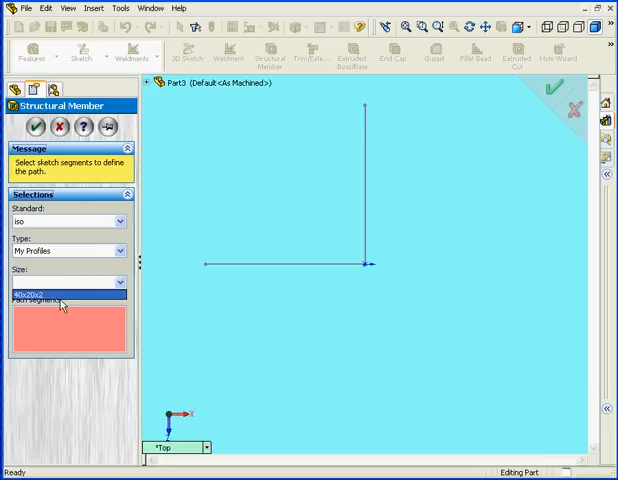 File Edit View Insert Tools Window Help
Features Sketch Weldments 3D Sketch Weldment Structural Member Trim/Exte... Extruded Boss/Base End Cap Gusset Fillet Bead Extruded Cut Hole Wizard
Part3 (Default<As Machined>)
Structural Member
Message
Select sketch segments to define
the path.
Selections
Standard:
iso
Type:
My Profiles
Size:
40x20x2
Path segments:
X
*Top
Ready
Editing Part